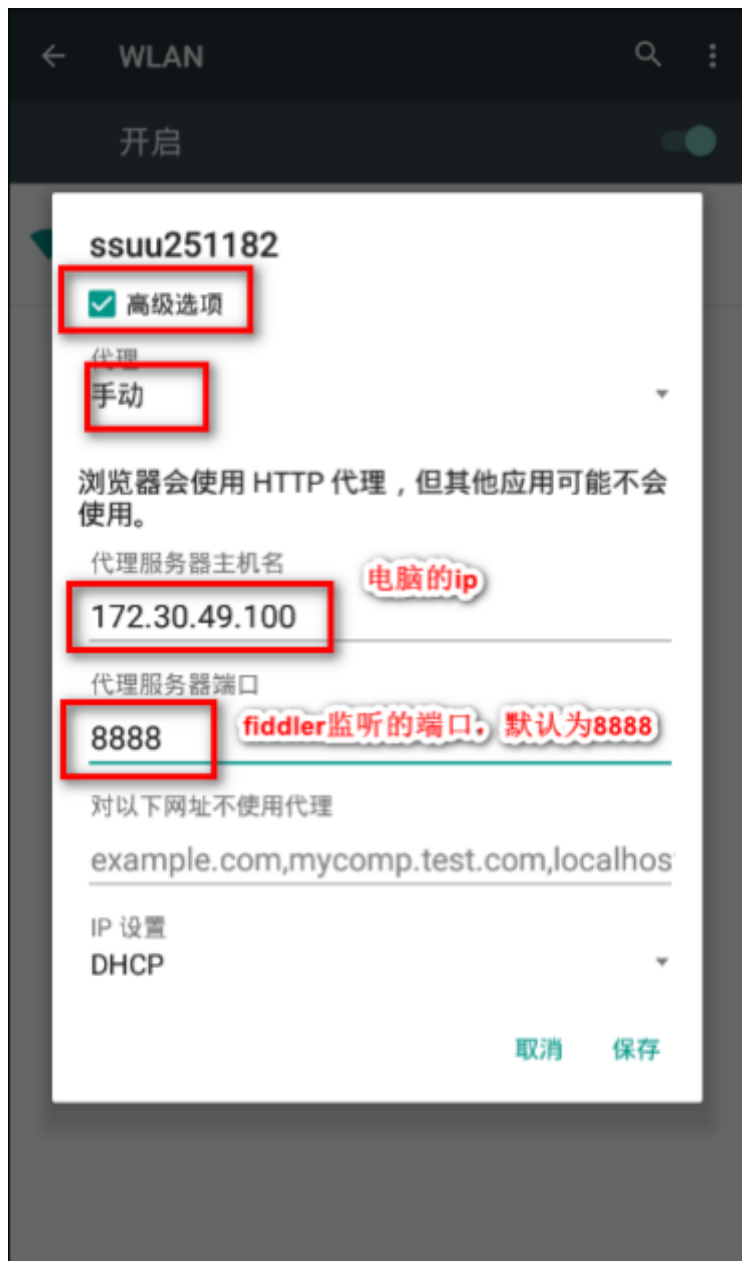 WLAN
开启
ssuu251182
高级选项
代理
手动
浏览器会使用 HTTP 代理，但其他应用可能不会
使用。
代理服务器主机名
电脑的ip
172.30.49.100
代理服务器端口
8888
fiddler监听的端口。默认为8888
对以下网址不使用代理
example.com,mycomp.test.com,localhos
IP 设置
DHCP
取消 保存